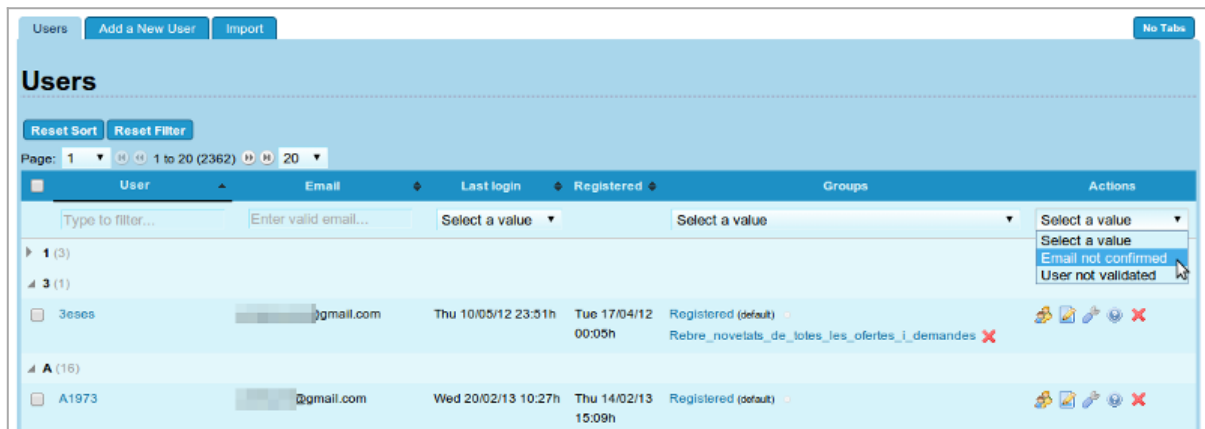 Users Add a New User Import No Tabs
Users
Reset Sort Reset Filter
Page: 1 1 to 20 (2362) 20
User Email Last login Registered Groups Actions
Type to filter... Enter valid email... Select a value Select a value Select a value
Select a value
Email not confirmed
User not validated
1 (3)
3 (1)
3eses @gmail.com Thu 10/05/12 23:51h Tue 17/04/12 Registered (default)
00:05h Rebre_novetats_de_totes_les_ofertes_i_demandes
A (16)
A1973 @gmail.com Wed 20/02/13 10:27h Thu 14/02/13 Registered (default)
15:09h